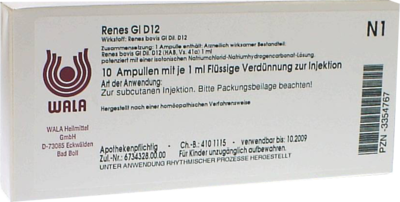 Renes Gl D12
N1
Wirkstoff: Renes bovis Gl Dil. D12
Zusammensetzung: 1 Ampulle enthält: Arzneilich wirksamer Bestandteil:
Renes bovis Gl Dil. D12 (HAB, Vs. 41a) 1 ml
potenziert mit einer isotonischen Natriumchlorid-Natriumhydrogencarbonat-Lösung.
10 Ampullen mit je 1 ml Flüssige Verdünnung zur Injektion
Art der Anwendung:
Zur subcutanen Injektion. Bitte Packungsbeilage beachten!
Hergestellt nach einer homöopathischen Verfahrensweise
WALA
WALA Heilmittel
GmbH
D-73085 Eckwälden
Bad Boll
Apothekenpflichtig Ch.-B.: 410 1115 verwendbar bis: 10.2009
Zul.-Nr.: 6734328.00.00 Für Kinder unzugänglich aufbewahren.
UNTER ANWENDUNG RHYTHMISCHER PROZESSE HERGESTELLT
PZN -3354767